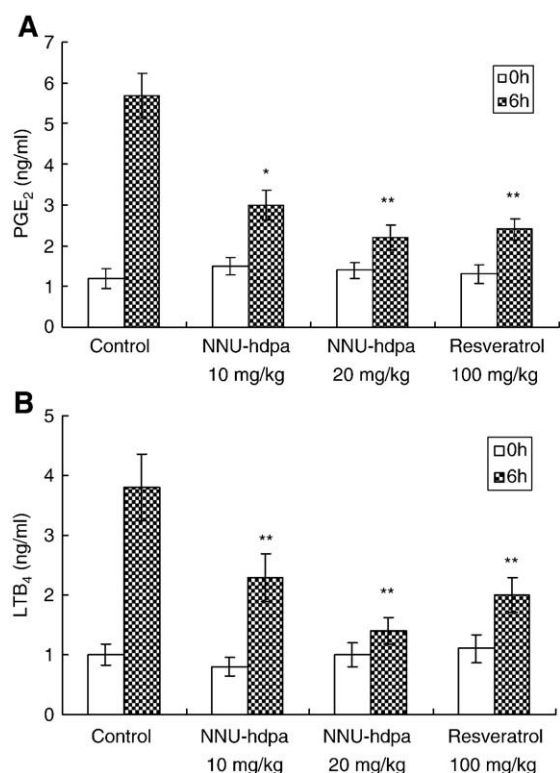 A
7
6
5
4
3
2
1
0
PGE₂ (ng/ml)
0h
6h
*
**
**
Control
NNU-hdpa
10 mg/kg
NNU-hdpa
20 mg/kg
Resveratrol
100 mg/kg
B
5
4
3
2
1
0
LTB₄ (ng/ml)
0h
6h
**
**
**
Control
NNU-hdpa
10 mg/kg
NNU-hdpa
20 mg/kg
Resveratrol
100 mg/kg